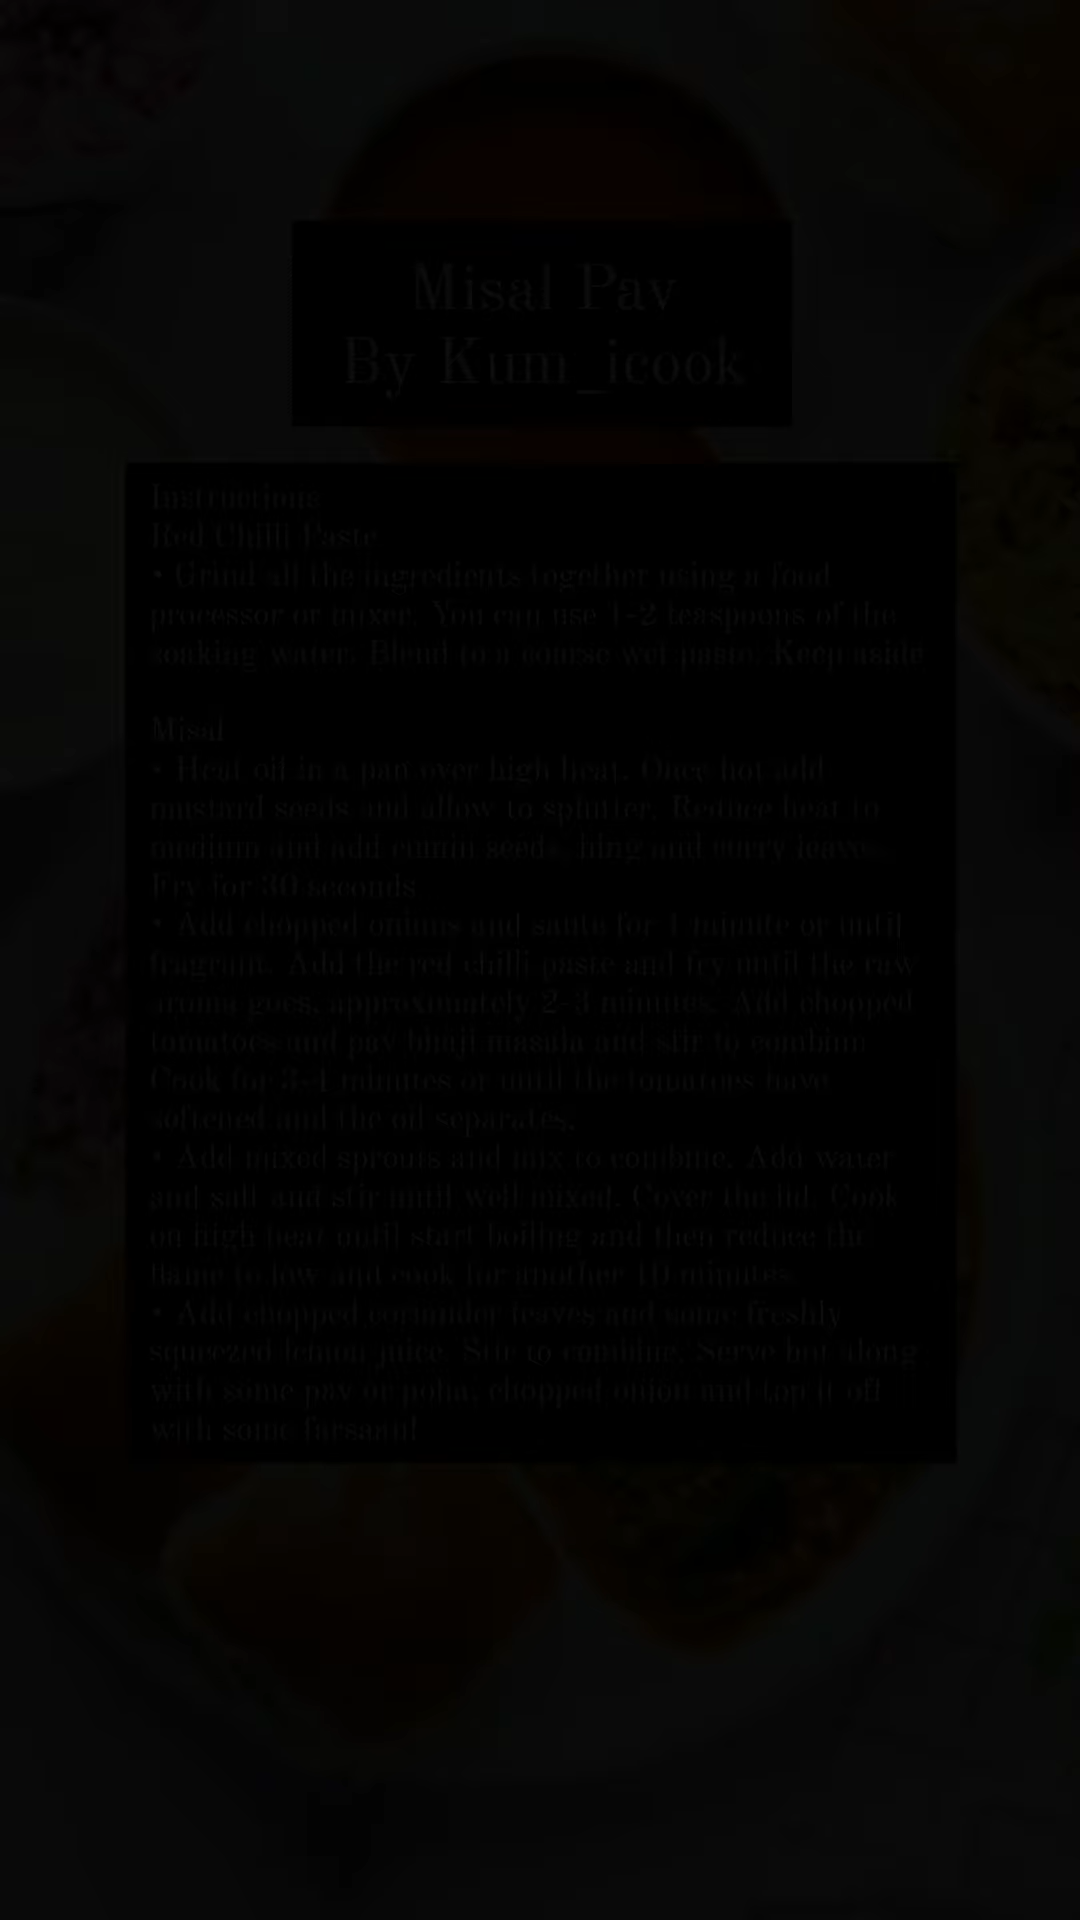 Misal Pav
By Kum_icook
Instructions
Red Chilli Paste
• Grind all the ingredients together using a food
processor or mixer. You can use 1-2 teaspoons of the
soaking water. Blend to a coarse wet paste. Keep aside
Misal
• Heat oil in a pan over high heat. Once hot add
mustard seeds and allow to splutter. Reduce heat to
medium and add cumin seeds, hing and curry leaves.
Fry for 30 seconds
• Add chopped onions and saute for 1 minute or until
fragrant. Add the red chilli paste and fry until the raw
aroma goes, approximately 2-3 minutes. Add chopped
tomatoes and pav bhaji masala and stir to combine
Cook for 3-4 minutes or until the tomatoes have
softened and the oil separates.
• Add mixed sprouts and mix to combine. Add water
and salt and stir until well mixed. Cover the lid. Cook
on high heat until start boiling and then reduce the
flame to low and cook for another 10 minutes.
• Add chopped coriander leaves and some freshly
squeezed lemon juice. Stir to combine. Serve hot along
with some pav or poha, chopped onion and top it off
with some farsan!